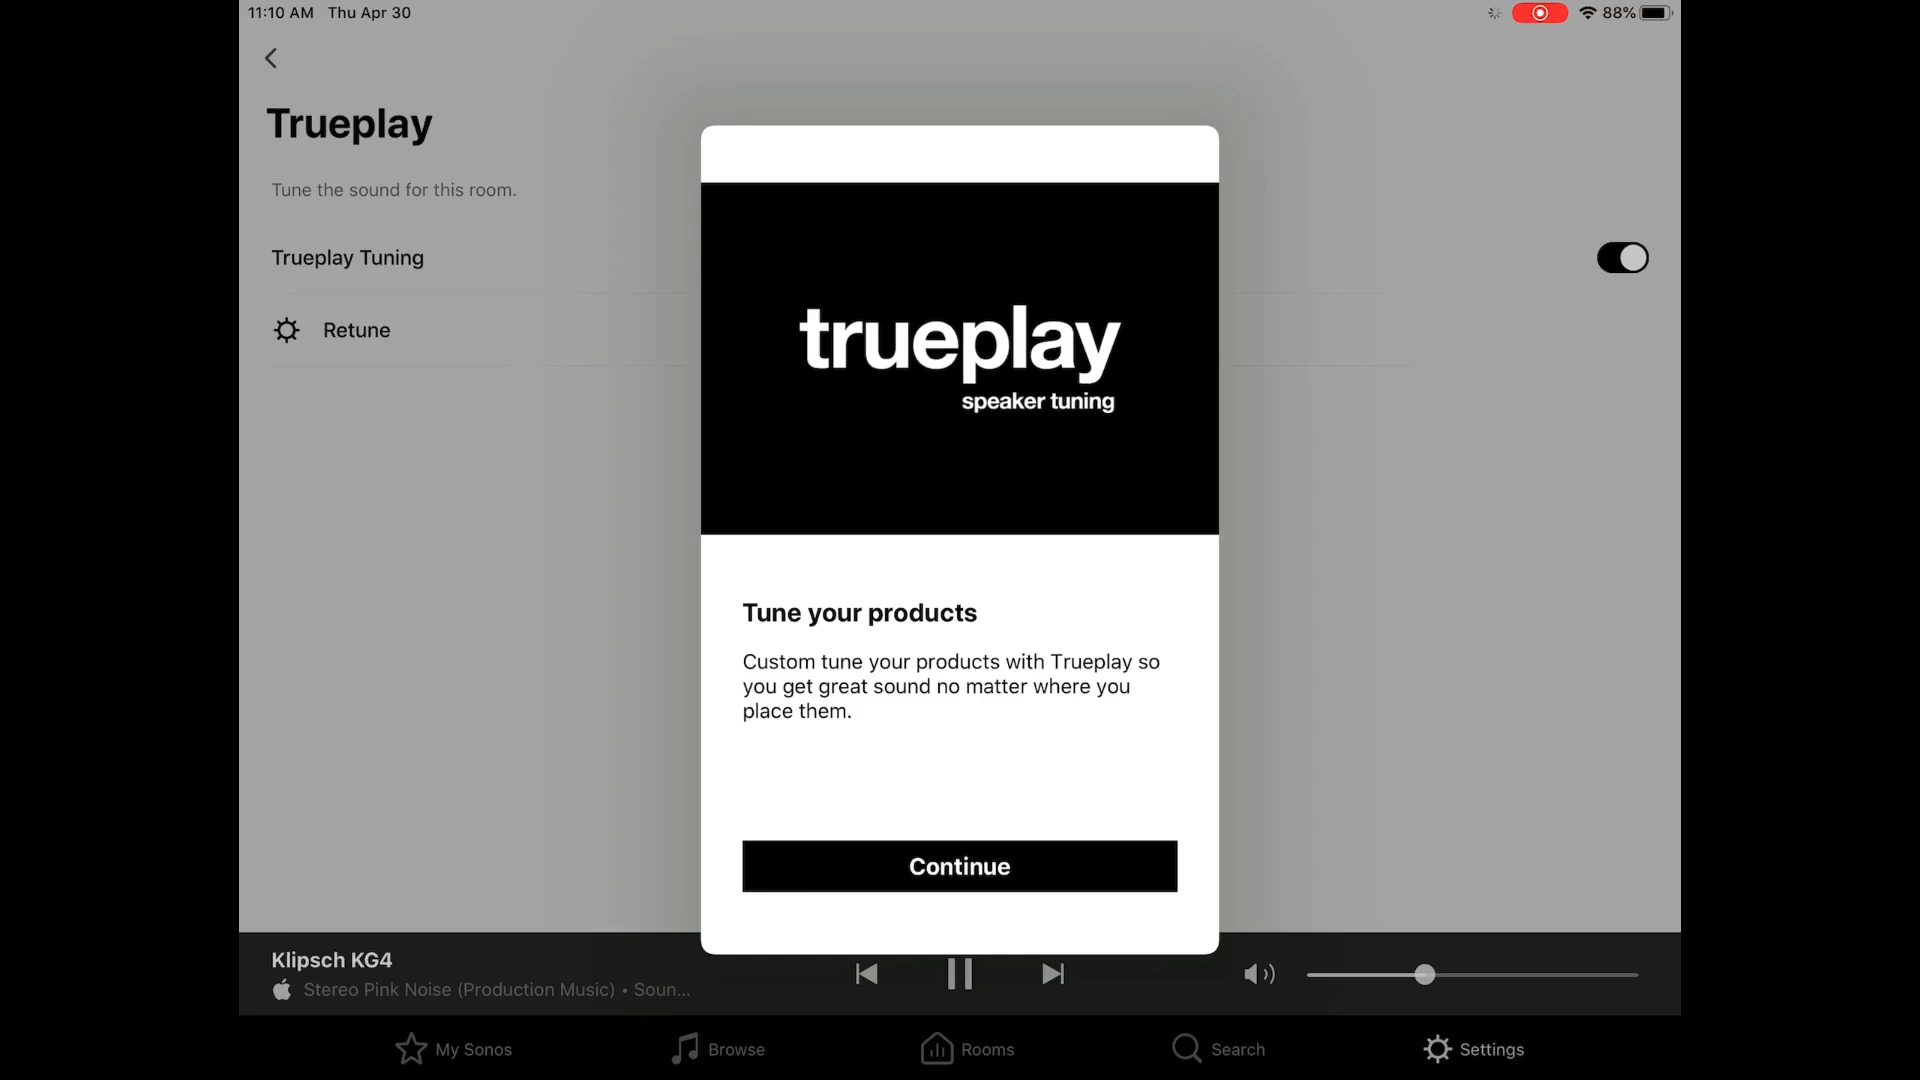 11:10 AM Thu Apr 30
88%
Trueplay
Tune the sound for this room.
Trueplay Tuning
Retune
trueplay
speaker tuning
Tune your products
Custom tune your products with Trueplay so
you get great sound no matter where you
place them.
Continue
Klipsch KG4
Stereo Pink Noise (Production Music) • Soun...
My Sonos
Browse
Rooms
Search
Settings